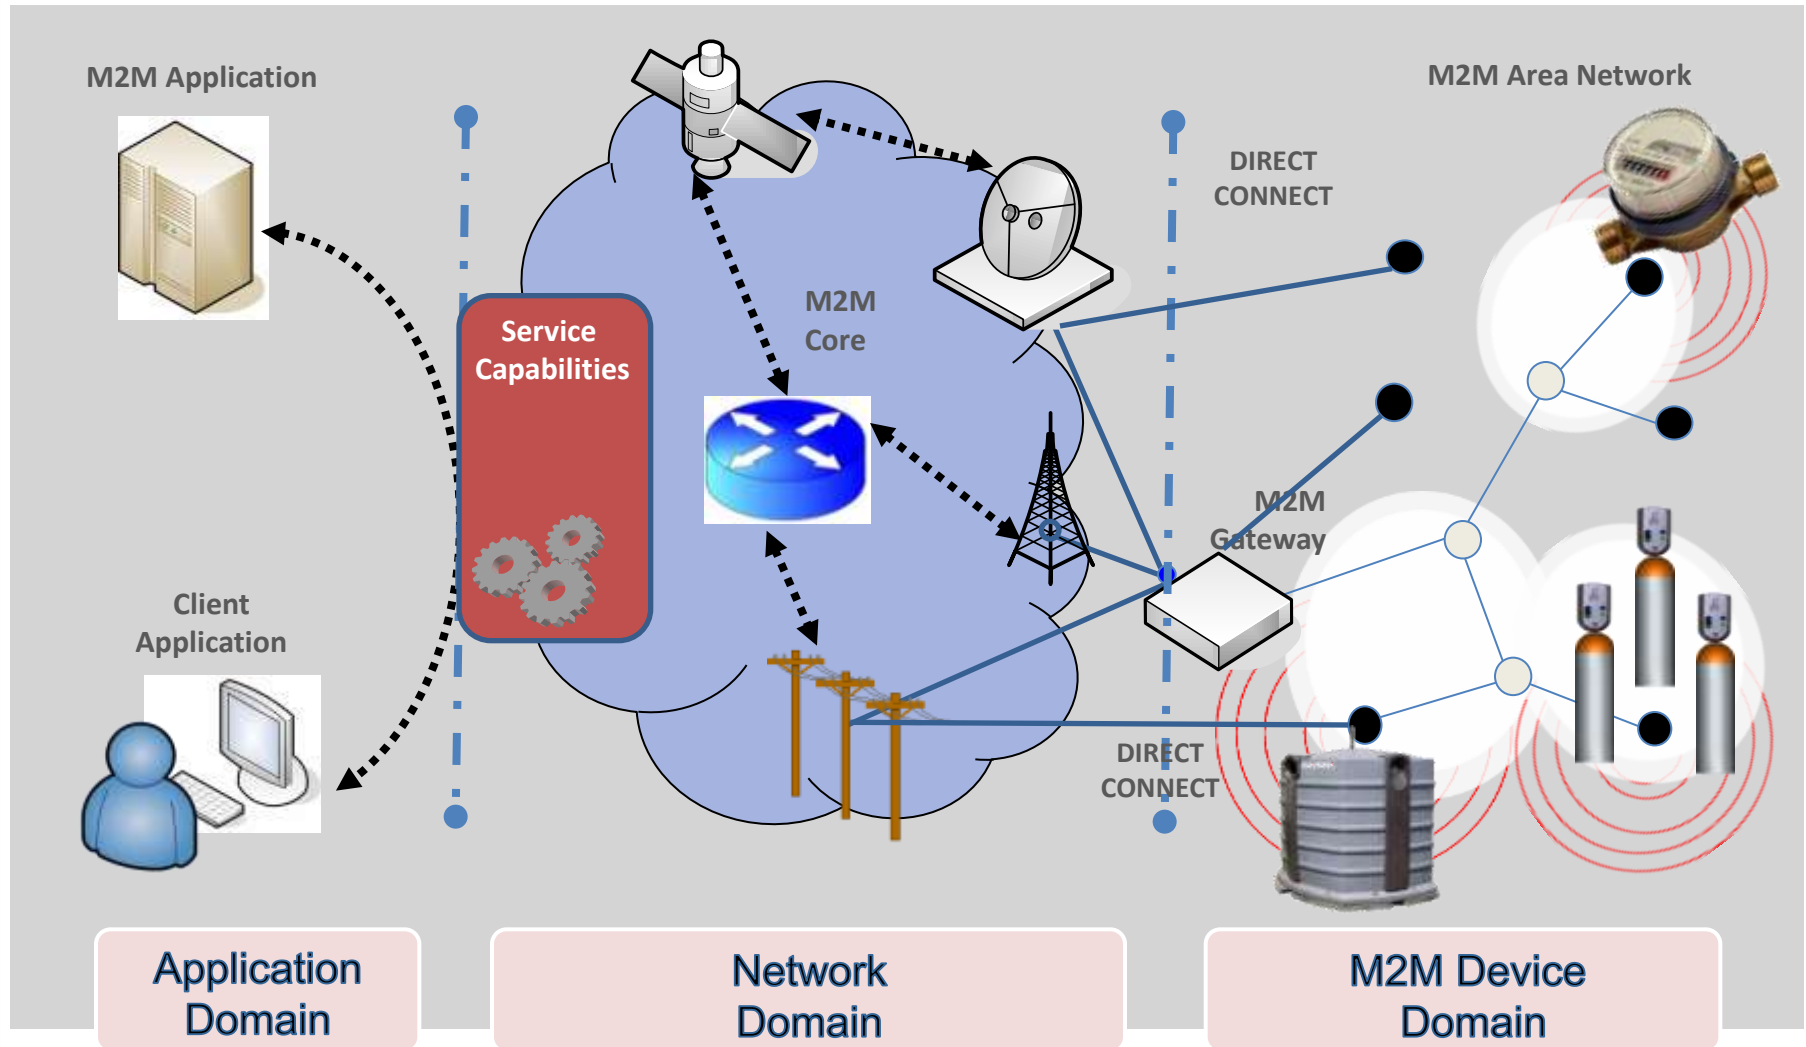 M2M Application
M2M Area Network
DIRECT
CONNECT
M2M
Core
Service
Capabilities
M2M
Gateway
Client
Application
DIRECT
CONNECT
Application
Domain
Network
Domain
M2M Device
Domain